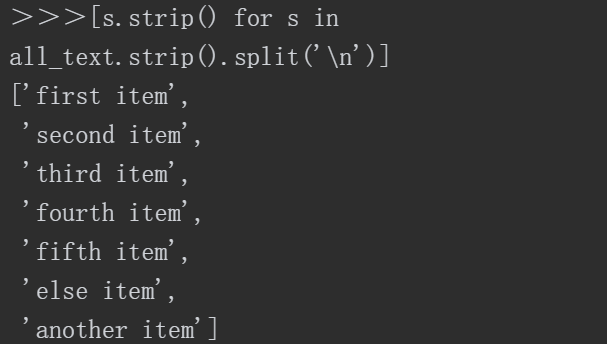 >>>[s.strip() for s in
all_text.strip().split('\n')]
['first item',
'second item',
'third item',
'fourth item',
'fifth item',
'else item',
'another item']